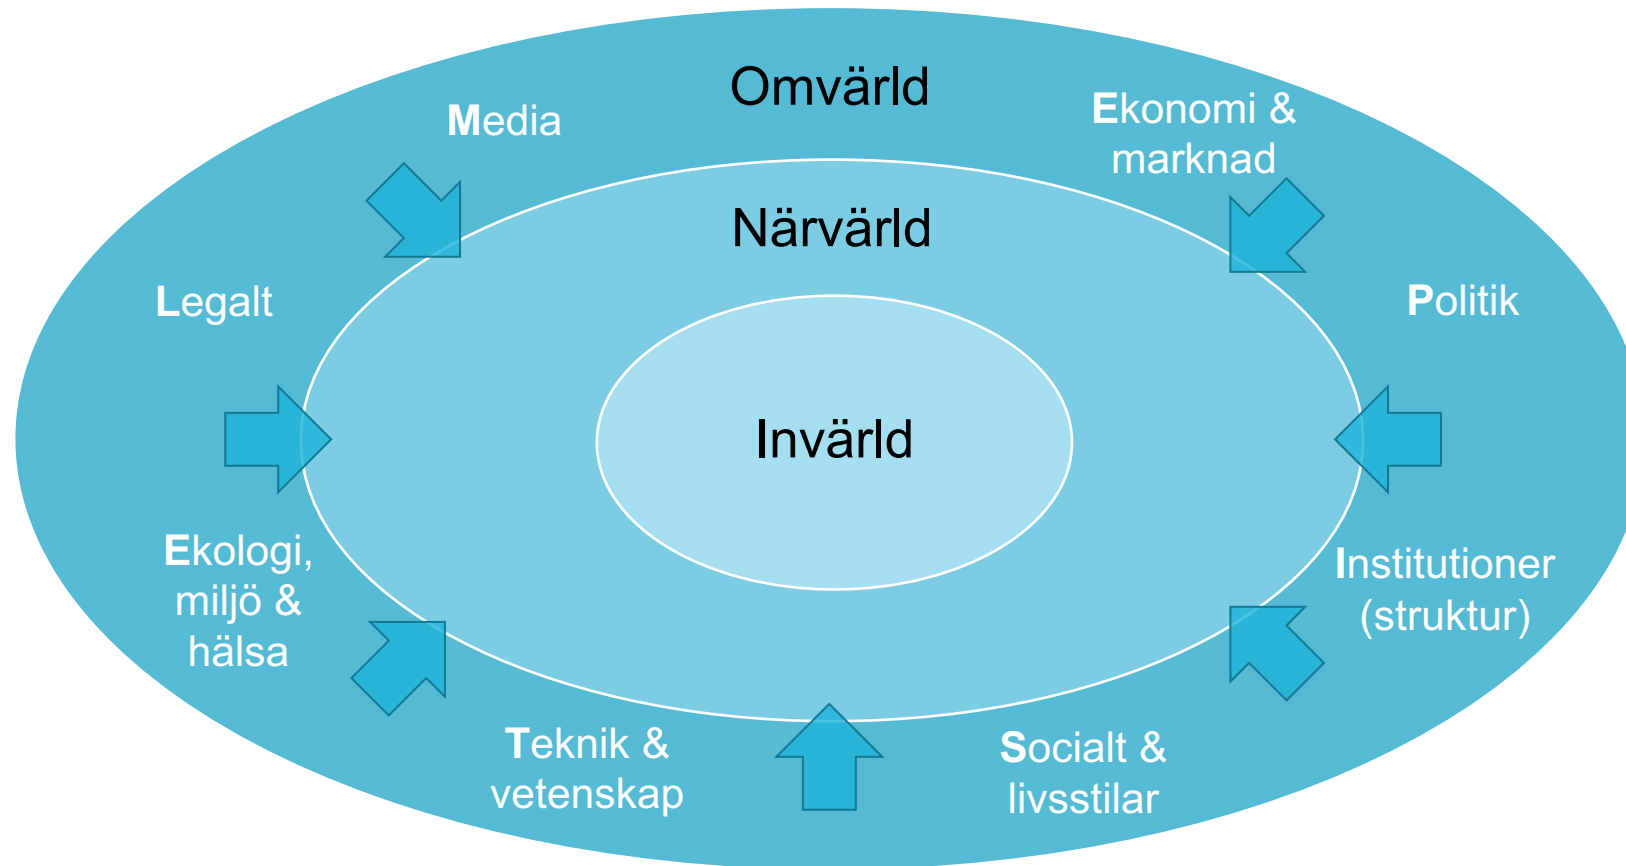 Omvärld
Media
Ekonomi &
marknad
Närvärld
Legalt
Politik
Invärld
Ekologi,
miljö &
hälsa
Institutioner
(struktur)
Teknik &
vetenskap
Socialt &
livsstilar